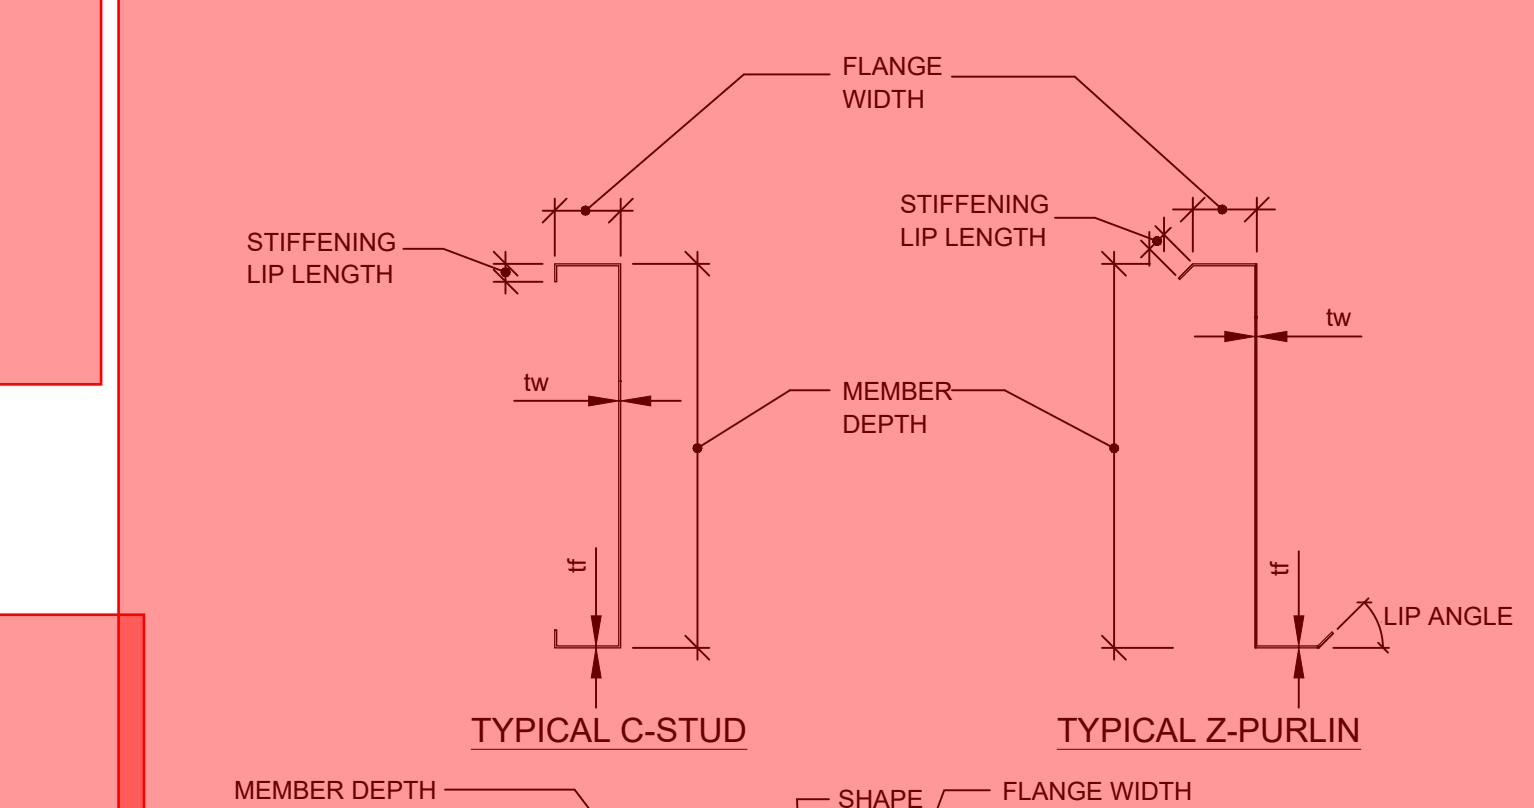 FLANGE
WIDTH
STIFFENING
LIP LENGTH
STIFFENING
LIP LENGTH
tw
tw
MEMBER
DEPTH
tf
tf
LIP ANGLE
TYPICAL C-STUD
TYPICAL Z-PURLIN
MEMBER DEPTH
SHAPE
FLANGE WIDTH